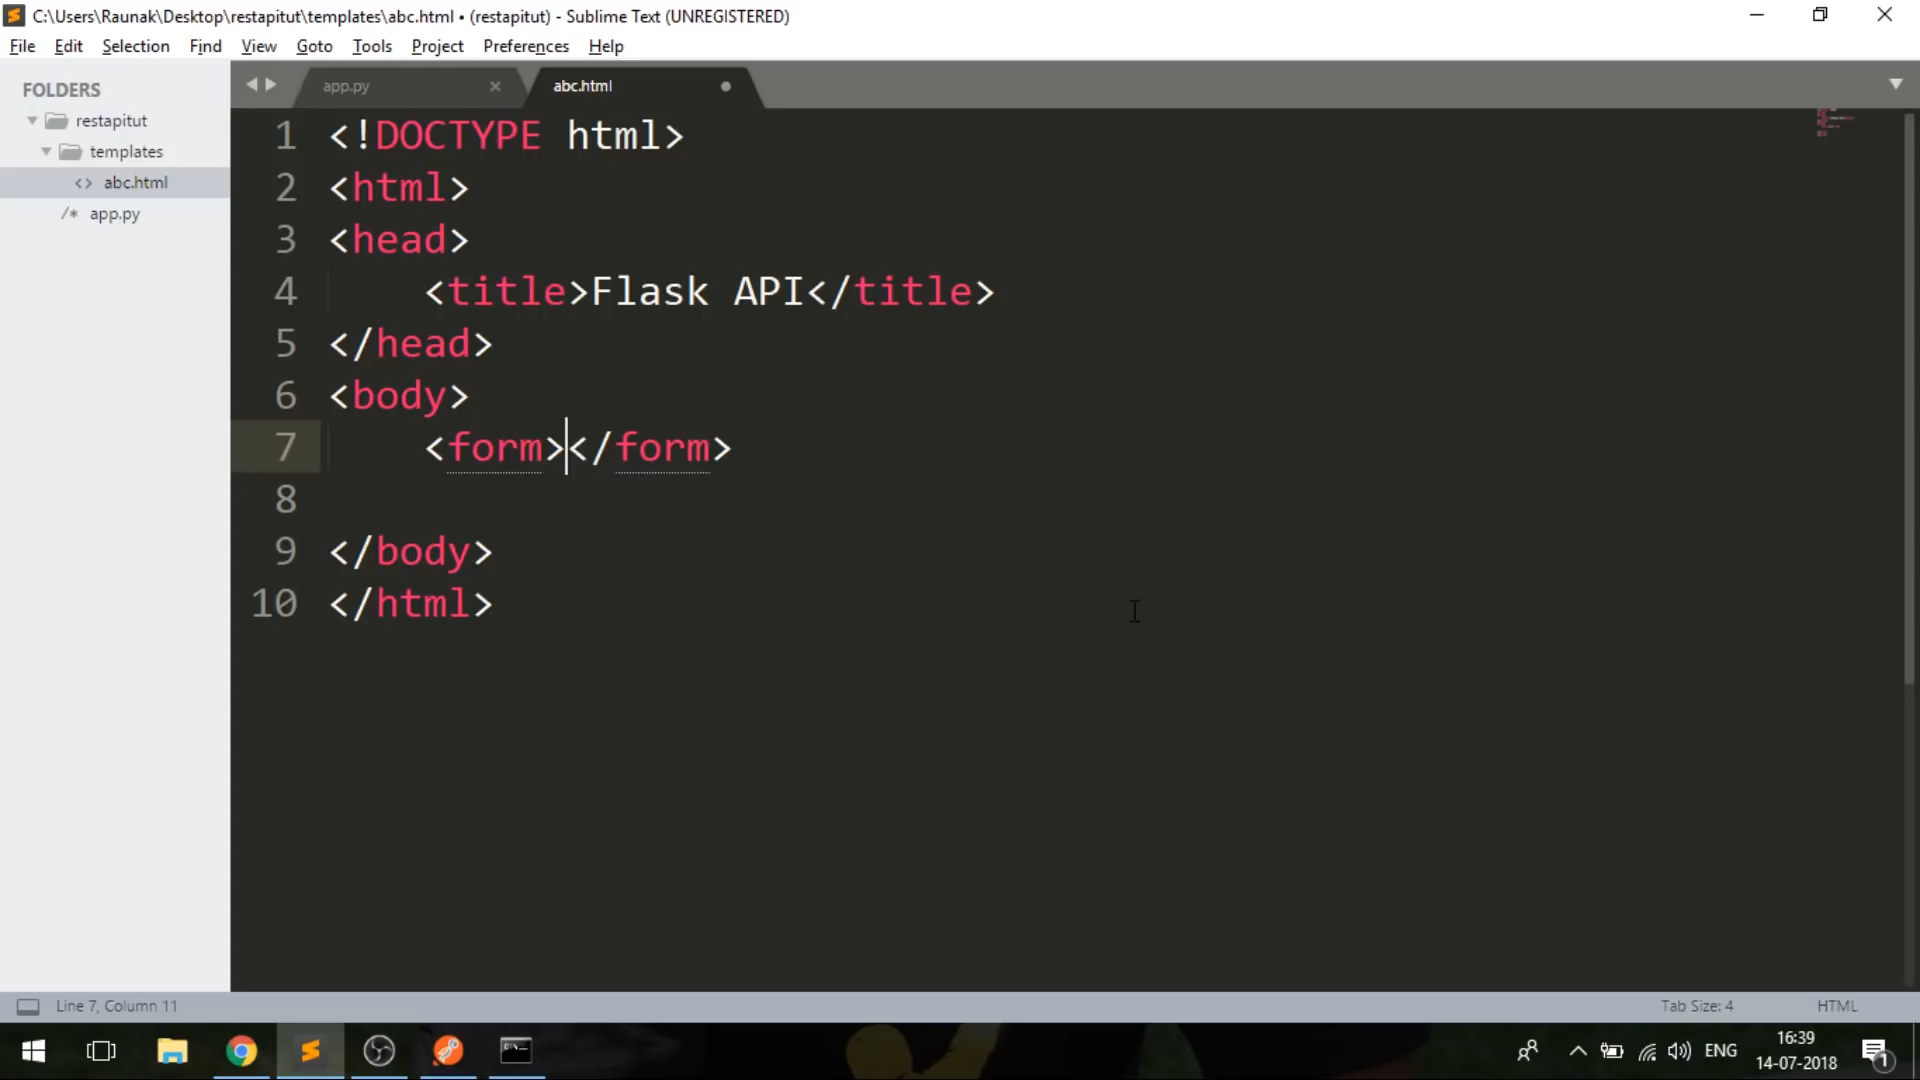 C:\Users\Raunak\Desktop\restapitut\templates\abc.html • (restapitut) - Sublime Text (UNREGISTERED)
File Edit Selection Find View Goto Tools Project Preferences Help
FOLDERS
restapitut
templates
<> abc.html
/* app.py
app.py × abc.html
1 <!DOCTYPE html>
2 <html>
3 <head>
4 <title>Flask API</title>
5 </head>
6 <body>
7 <form></form>
8
9 </body>
10 </html>
Line 7, Column 11
Tab Size: 4 HTML
ENG
16:39
14-07-2018
1